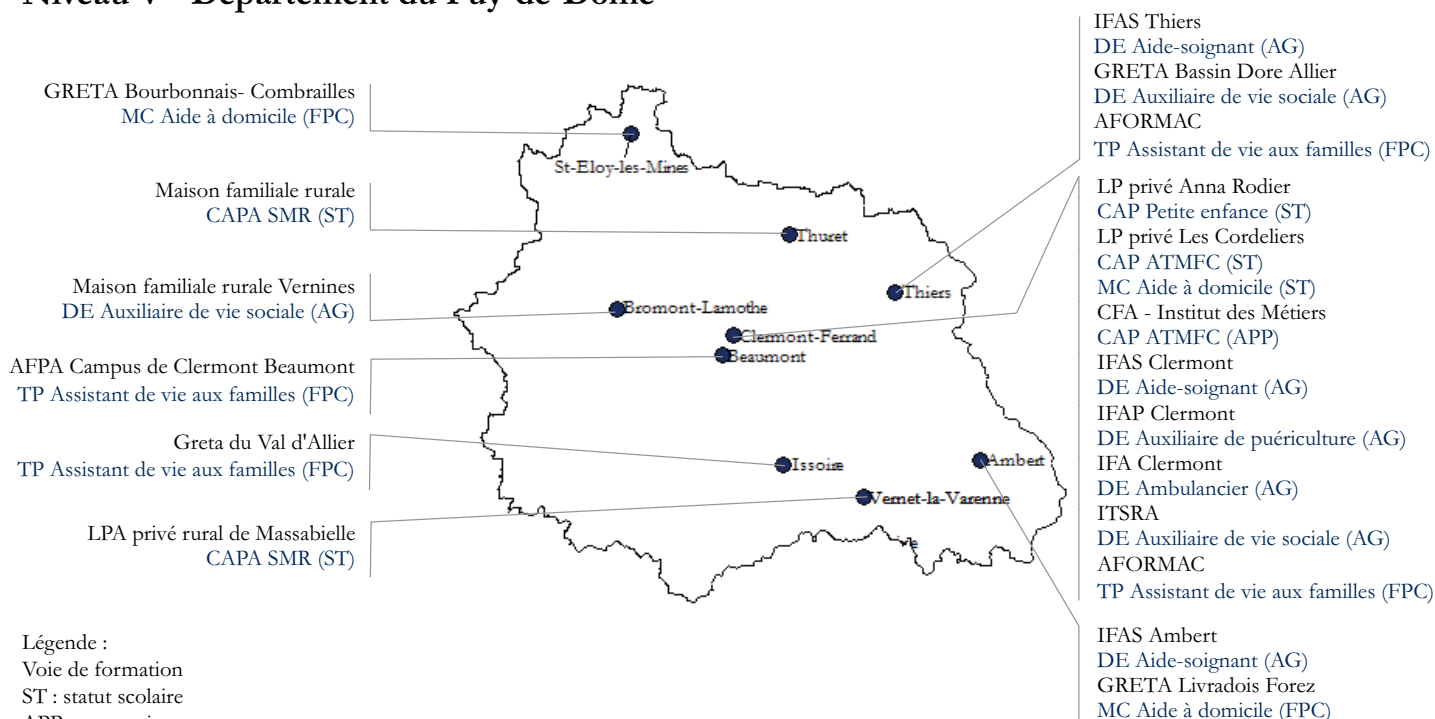 Niveau V - Département du Puy-de-Dôme
GRETA Bourbonnais- Combrailles
MC Aide à domicile (FPC)
Maison familiale rurale
CAPA SMR (ST)
Maison familiale rurale Vernines
DE Auxiliaire de vie sociale (AG)
AFPA Campus de Clermont Beaumont
TP Assistant de vie aux familles (FPC)
Greta du Val d'Allier
TP Assistant de vie aux familles (FPC)
LPA privé rural de Massabielle
CAPA SMR (ST)
St-Eloy-les-Mines
Thuret
Thiers
Bromont-Lamothe
Clermont-Ferrand
Beaumont
Issoire
Ambert
Vernet-la-Varenne
IFAS Thiers
DE Aide-soignant (AG)
GRETA Bassin Dore Allier
DE Auxiliaire de vie sociale (AG)
AFORMAC
TP Assistant de vie aux familles (FPC)
LP privé Anna Rodier
CAP Petite enfance (ST)
LP privé Les Cordeliers
CAP ATMFC (ST)
MC Aide à domicile (ST)
CFA - Institut des Métiers
CAP ATMFC (APP)
IFAS Clermont
DE Aide-soignant (AG)
IFAP Clermont
DE Auxiliaire de puériculture (AG)
IFA Clermont
DE Ambulancier (AG)
ITSRA
DE Auxiliaire de vie sociale (AG)
AFORMAC
TP Assistant de vie aux familles (FPC)
IFAS Ambert
DE Aide-soignant (AG)
GRETA Livradois Forez
MC Aide à domicile (FPC)
Légende :
Voie de formation
ST : statut scolaire